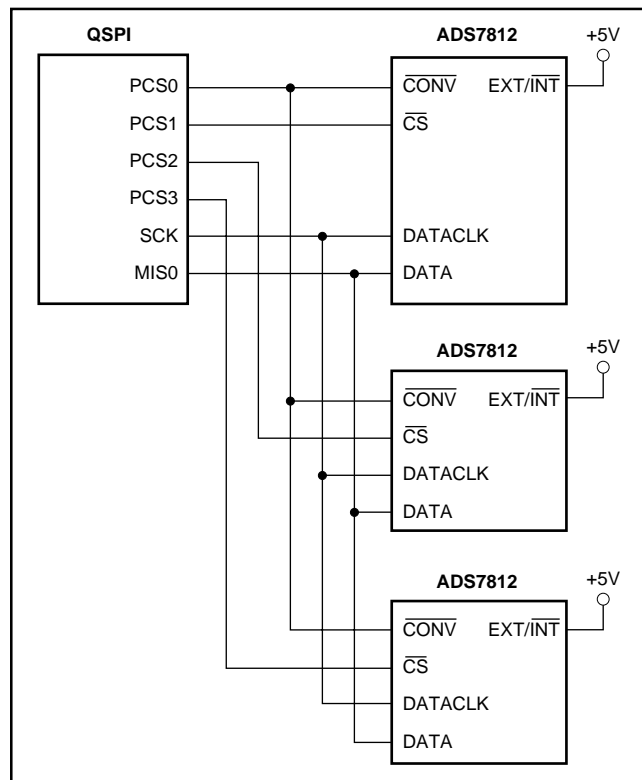 QSPI
PCS0
PCS1
PCS2
PCS3
SCK
MIS0
ADS7812
+5V
CONV EXT/INT
CS
DATACLK
DATA
ADS7812
+5V
CONV EXT/INT
CS
DATACLK
DATA
ADS7812
+5V
CONV EXT/INT
CS
DATACLK
DATA